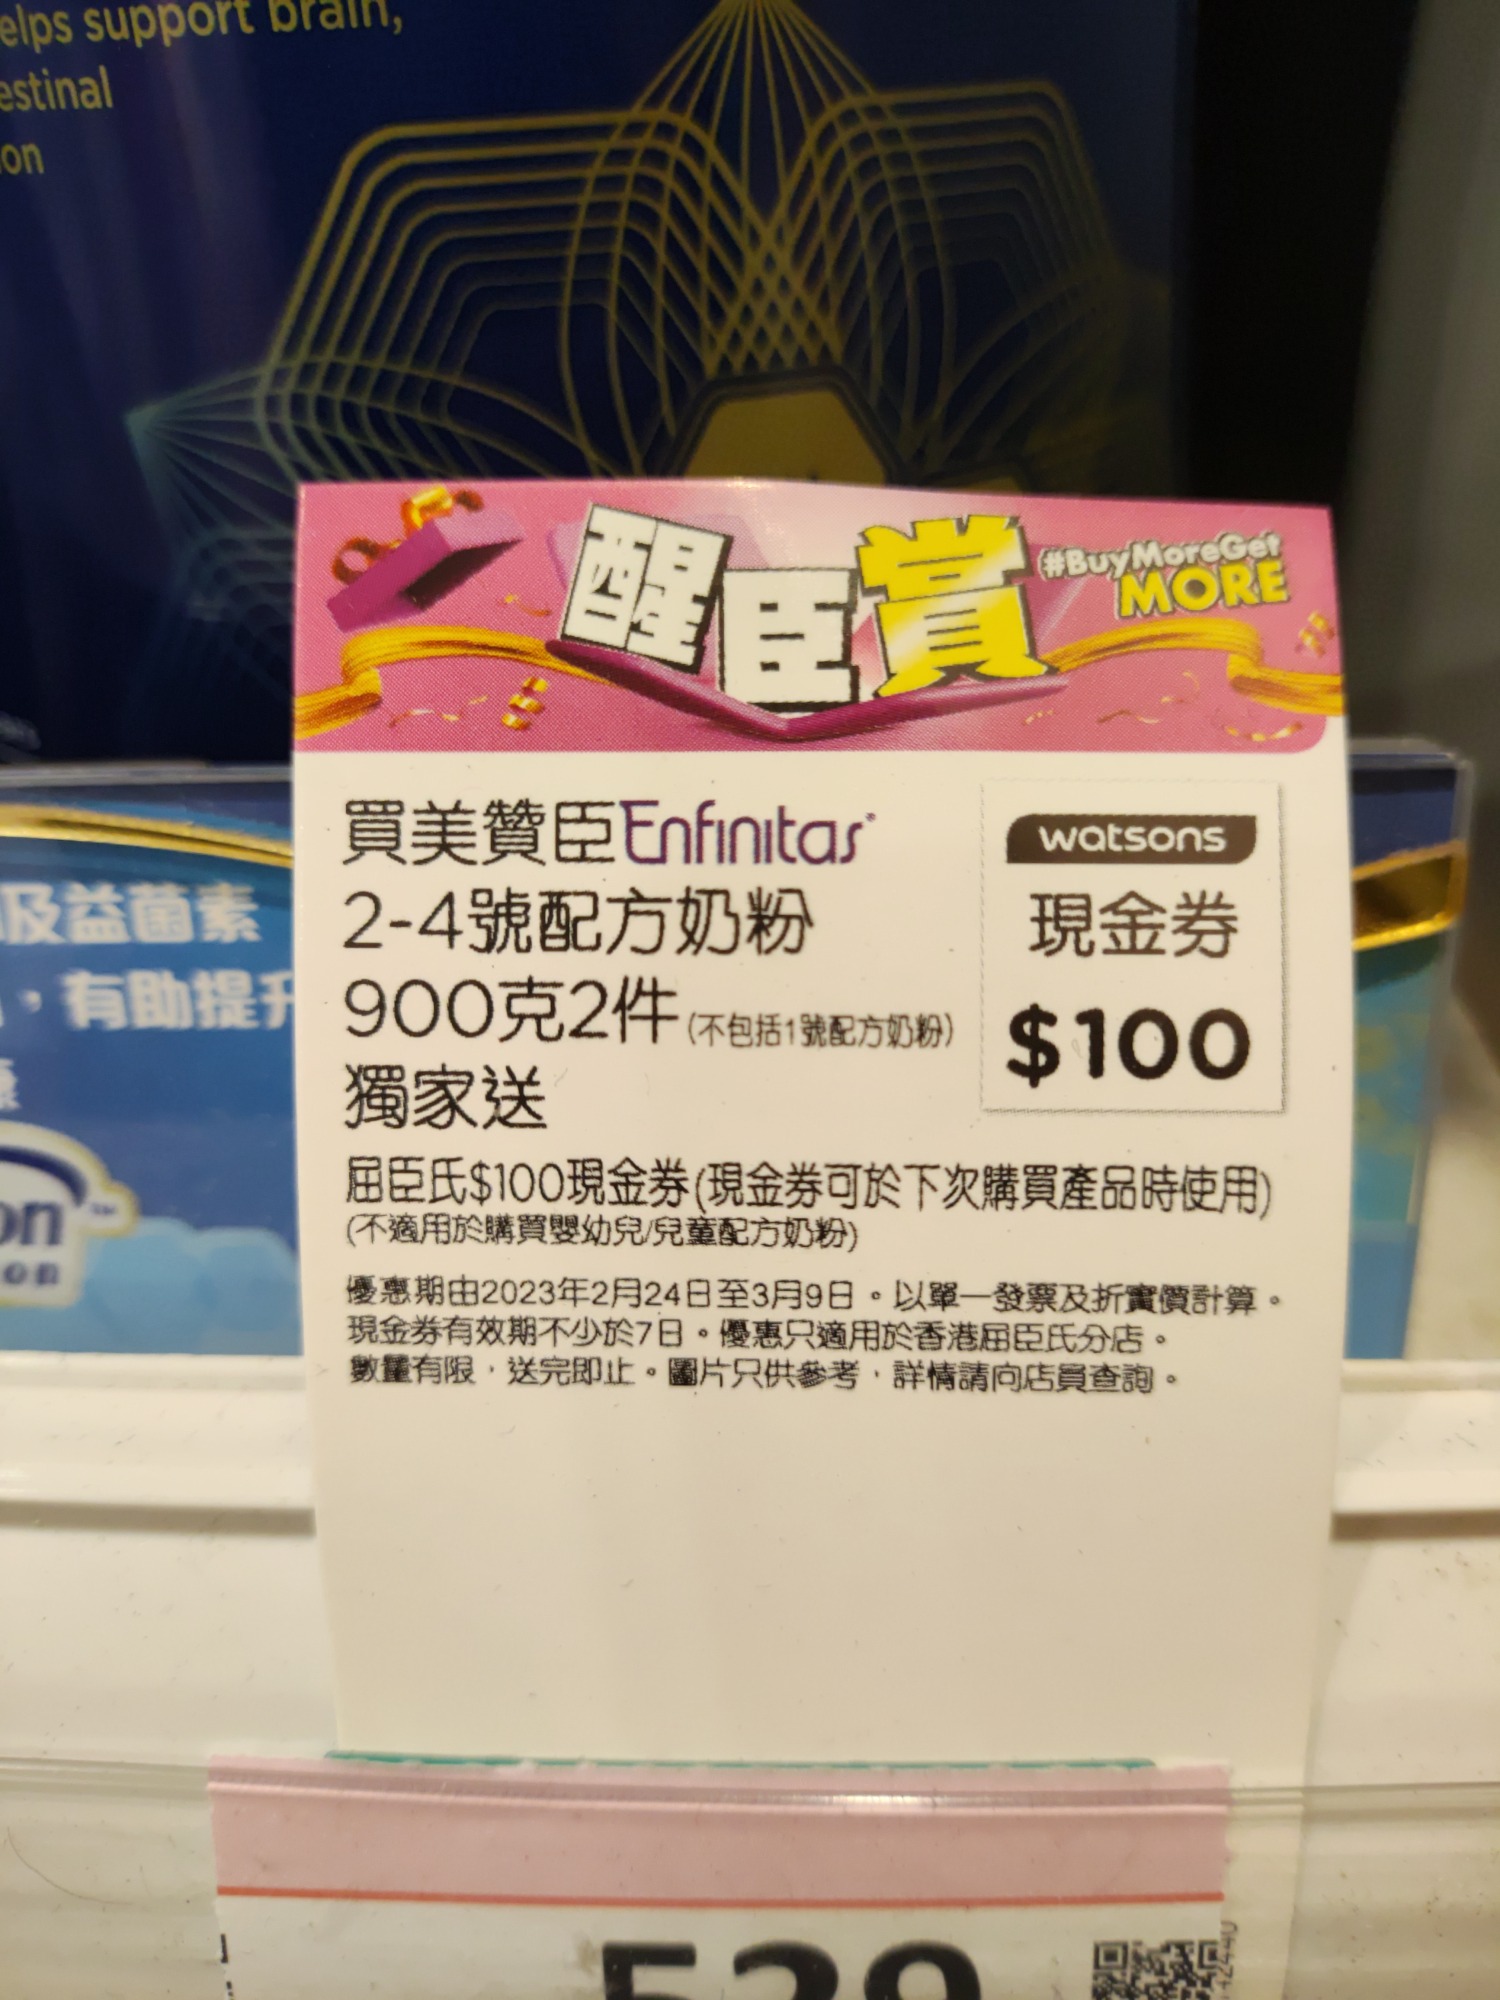 elps support brain,
estinal
on
醒臣賞
#BuyMoreGet
MORE
買美贊臣Enfinitas
2-4號配方奶粉
900克2件(不包括1號配方奶粉)
獨家送
watsons
現金券
$100
屈臣氏$100現金券(現金券可於下次購買產品時使用)
(不適用於購買嬰幼兒/兒童配方奶粉)
優惠期由2023年2月24日至3月9日。以單一發票及折實價計算。
現金券有效期不少於7日。優惠只適用於香港屈臣氏分店。
數量有限，送完即止。圖片只供參考，詳情請向店員查詢。
及益菌素
，有助提升
on
on